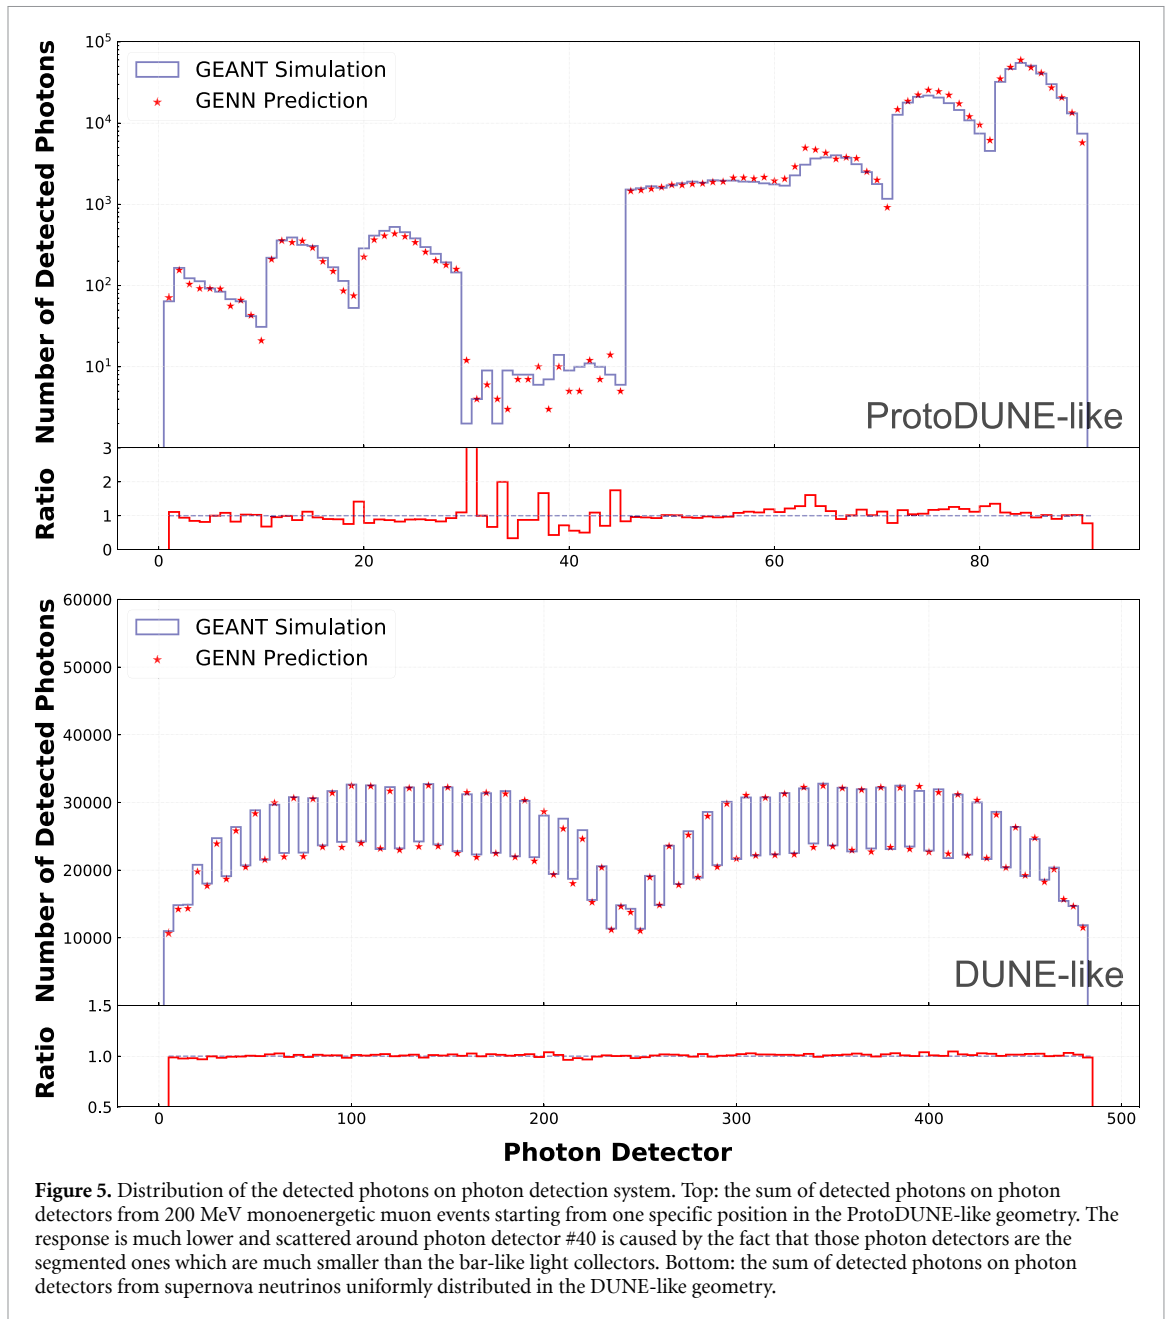 10^5
10^4
10^3
10^2
10^1
Number of Detected Photons
GEANT Simulation
GENN Prediction
ProtoDUNE-like
3
2
1
0
Ratio
0 20 40 60 80
60000
50000
40000
30000
20000
10000
Number of Detected Photons
GEANT Simulation
GENN Prediction
DUNE-like
1.5
1.0
0.5
Ratio
0 100 200 300 400 500
Photon Detector
Figure 5. Distribution of the detected photons on photon detection system. Top: the sum of detected photons on photon
detectors from 200 MeV monoenergetic muon events starting from one specific position in the ProtoDUNE-like geometry. The
response is much lower and scattered around photon detector #40 is caused by the fact that those photon detectors are the
segmented ones which are much smaller than the bar-like light collectors. Bottom: the sum of detected photons on photon
detectors from supernova neutrinos uniformly distributed in the DUNE-like geometry.